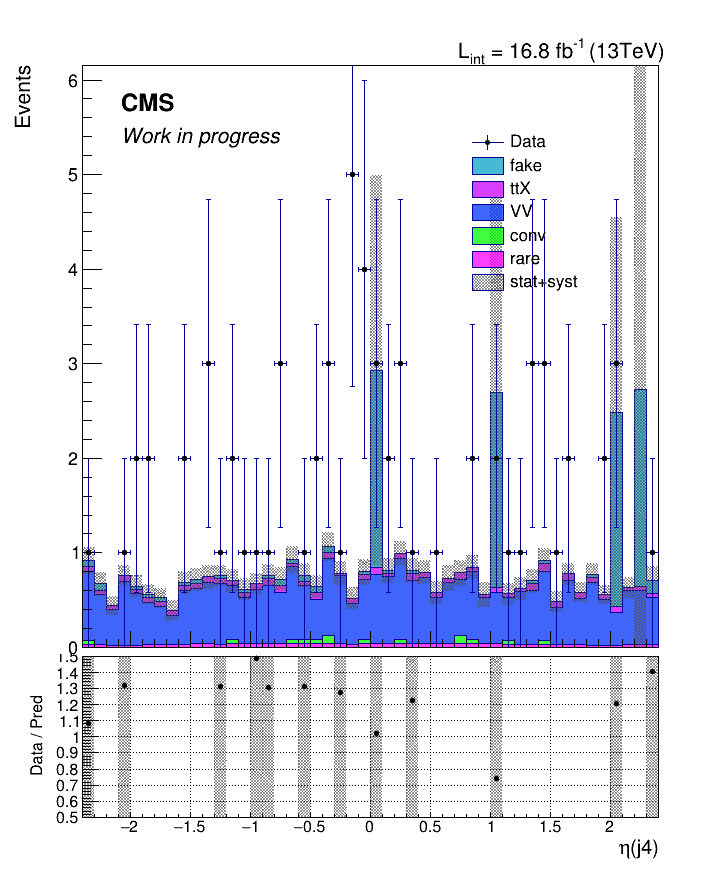 L_int = 16.8 fb^-1 (13TeV)
Events
CMS
Work in progress
Data
fake
ttX
VV
conv
rare
stat+syst
6
5
4
3
2
1
0
1.5
1.4
1.3
1.2
1.1
1
0.9
0.8
0.7
0.6
0.5
Data / Pred
−2 −1.5 −1 −0.5 0 0.5 1 1.5 2
η(j4)